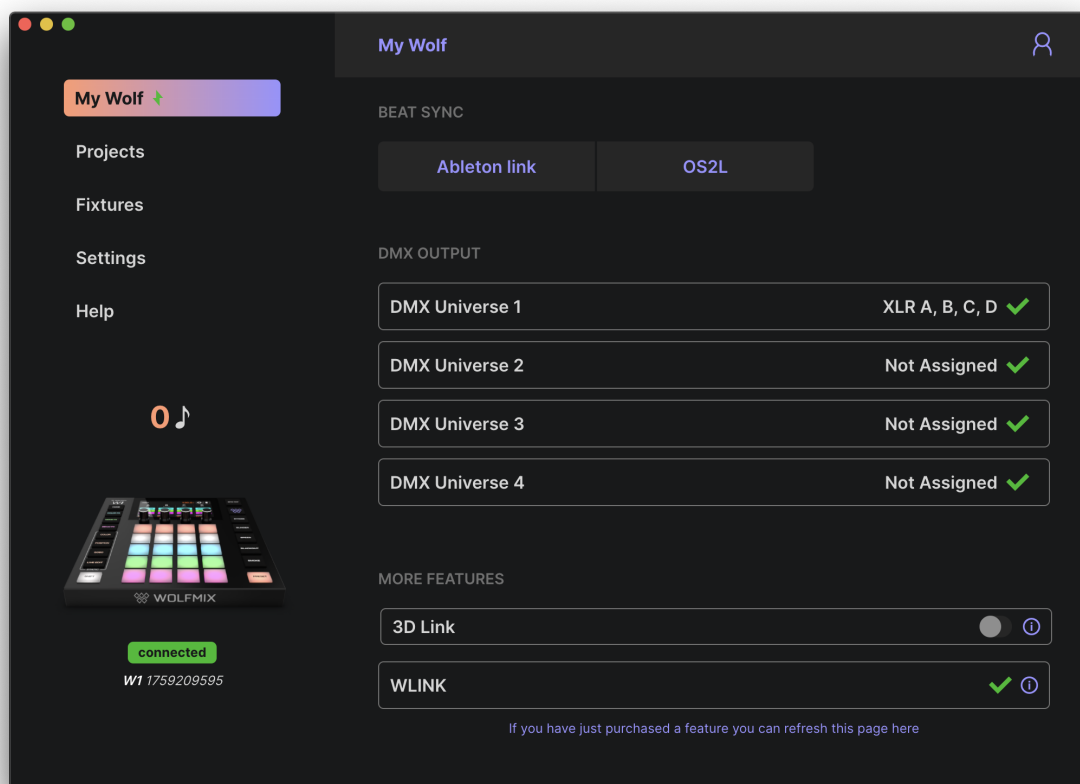 My Wolf
My Wolf
Projects
Fixtures
Settings
Help
0
WOLFMIX
connected
W1 1759209595
BEAT SYNC
Ableton link
OS2L
DMX OUTPUT
DMX Universe 1 XLR A, B, C, D
DMX Universe 2 Not Assigned
DMX Universe 3 Not Assigned
DMX Universe 4 Not Assigned
MORE FEATURES
3D Link
WLINK
If you have just purchased a feature you can refresh this page here